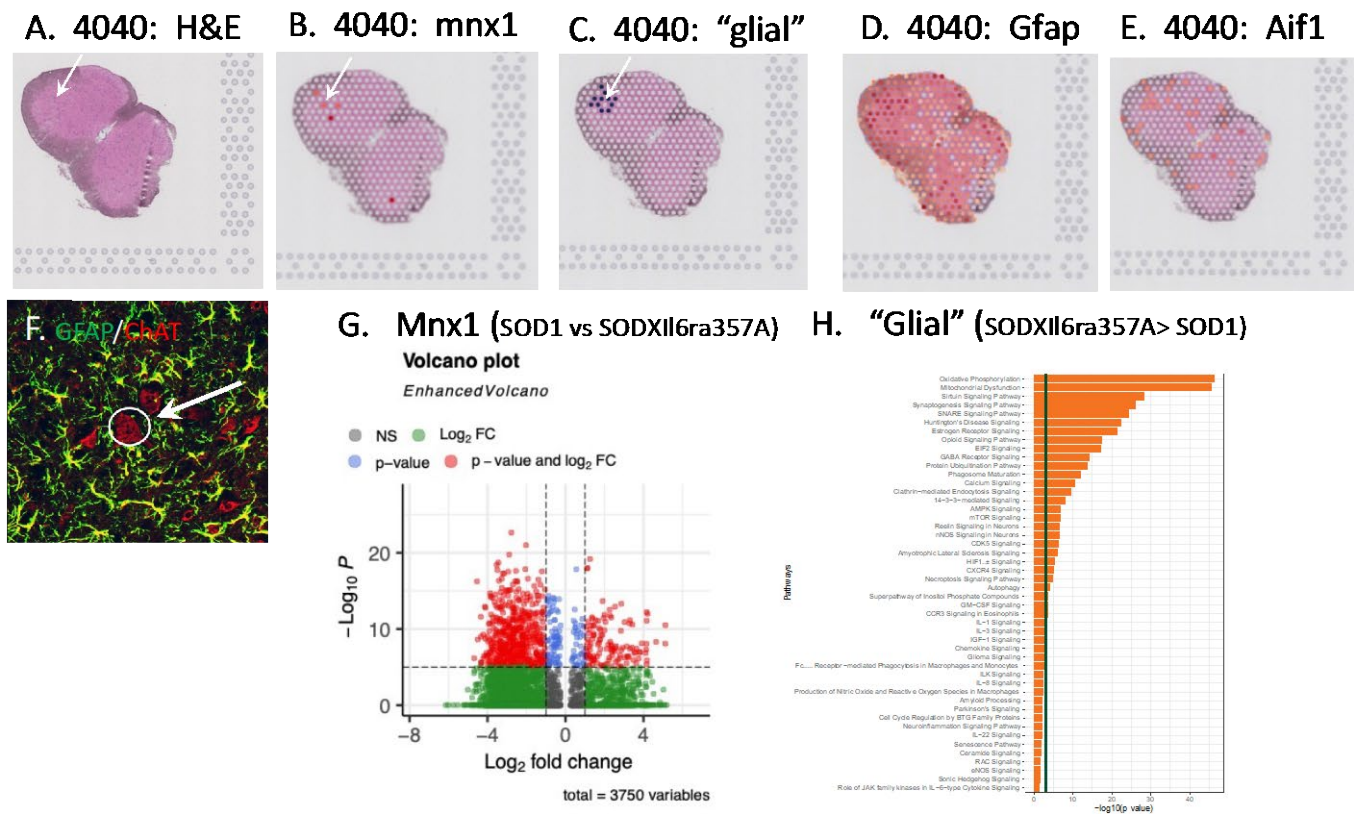 A. 4040: H&E
B. 4040: mnx1
C. 4040: “glial”
D. 4040: Gfap
E. 4040: Aif1
F. GFAP/ChAT
G. Mnx1 (SOD1 vs SODXIl6ra357A)
Volcano plot
EnhancedVolcano
NS
Log2 FC
p-value
p – value and log2 FC
20
10
0
−Log10 P
−8
−4
0
4
Log2 fold change
total = 3750 variables
H. “Glial” (SODXIl6ra357A> SOD1)
Oxidative Phosphorylation
Mitochondrial Dysfunction
Sirtuin Signaling Pathway
Synaptogenesis Signaling Pathway
SNARE Signaling Pathway
Huntington's Disease Signaling
Estrogen Receptor Signaling
Opioid Signaling Pathway
EIF2 Signaling
GABA Receptor Signaling
Protein Ubiquitination Pathway
Phagosome Maturation
Calcium Signaling
Clathrin−mediated Endocytosis Signaling
14−3−3−mediated Signaling
AMPK Signaling
mTOR Signaling
Reelin Signaling in Neurons
nNOS Signaling in Neurons
CDK5 Signaling
Amyotrophic Lateral Sclerosis Signaling
HIF1..± Signaling
CXCR4 Signaling
Necroptosis Signaling Pathway
Autophagy
Superpathway of Inositol Phosphate Compounds
GM−CSF Signaling
CCR3 Signaling in Eosinophils
IL−1 Signaling
IL−3 Signaling
IGF−1 Signaling
Chemokine Signaling
Glioma Signaling
Receptor−mediated Phagocytosis in Macrophages and Monocytes
ILK Signaling
Signaling
Production of Nitric Oxide and Reactive Oxygen Species in Macrophages
Amyloid Processing
Parkinson's Signaling
Cell Cycle Regulation by BTG Family Proteins
Neuroinflammation Signaling Pathway
IL−22 Signaling
Senescence Pathway
Ceramide Signaling
RAC Signaling
eNOS Signaling
Sonic Hedgehog Signaling
Role of JAK family kinases in IL−6−type Cytokine Signaling
Pathways
0
10
20
30
40
−log10(p value)